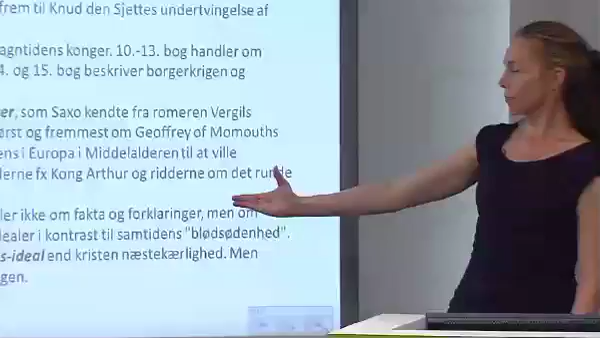 frem til Knud den Sjettes undertvingelse af
agntidens konger. 10.-13. bog handler om
4. og 15. bog beskriver borgerkrigen og
er, som Saxo kendte fra romeren Vergils
ørst og fremmest om Geoffrey of Momouths
ens i Europa i Middelalderen til at ville
lerne fx Kong Arthur og ridderne om det runde
ler ikke om fakta og forklaringer, men om
dealer i kontrast til samtidens "blødsødenhed".
s-ideal end kristen næstekærlighed. Men
gen.